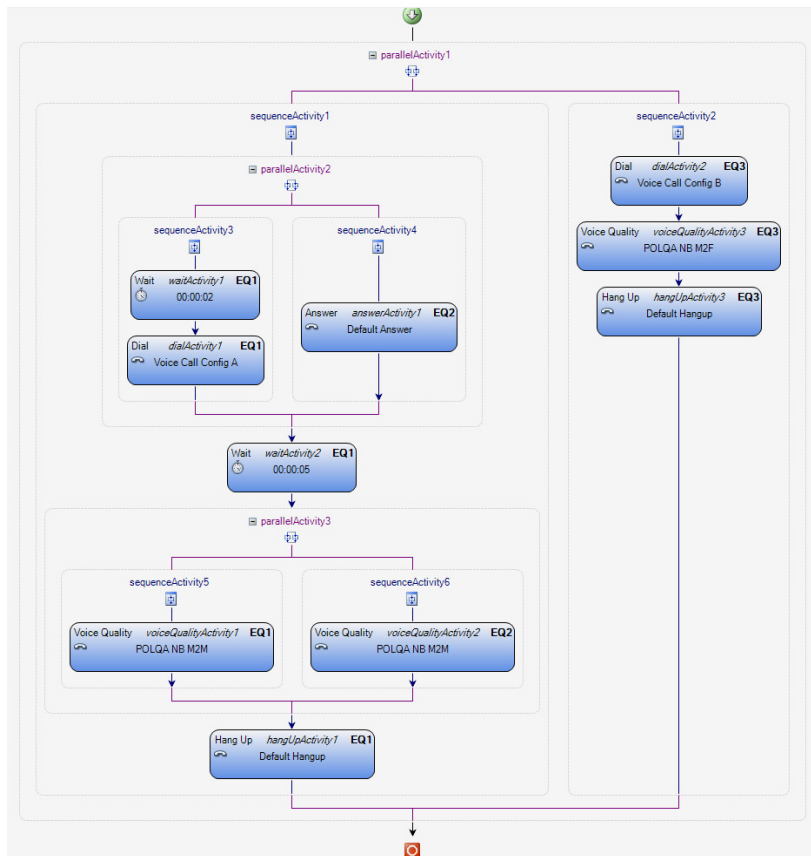 parallelActivity1
sequenceActivity1
parallelActivity2
sequenceActivity3
Wait waitActivity1 EQ1
00:00:02
Dial dialActivity1 EQ1
Voice Call Config A
sequenceActivity4
Answer answerActivity1 EQ2
Default Answer
Wait waitActivity2 EQ1
00:00:05
parallelActivity3
sequenceActivity5
Voice Quality voiceQualityActivity1 EQ1
POLQA NB M2M
sequenceActivity6
Voice Quality voiceQualityActivity2 EQ2
POLQA NB M2M
Hang Up hangUpActivity1 EQ1
Default Hangup
sequenceActivity2
Dial dialActivity2 EQ3
Voice Call Config B
Voice Quality voiceQualityActivity3 EQ3
POLQA NB M2F
Hang Up hangUpActivity3 EQ3
Default Hangup